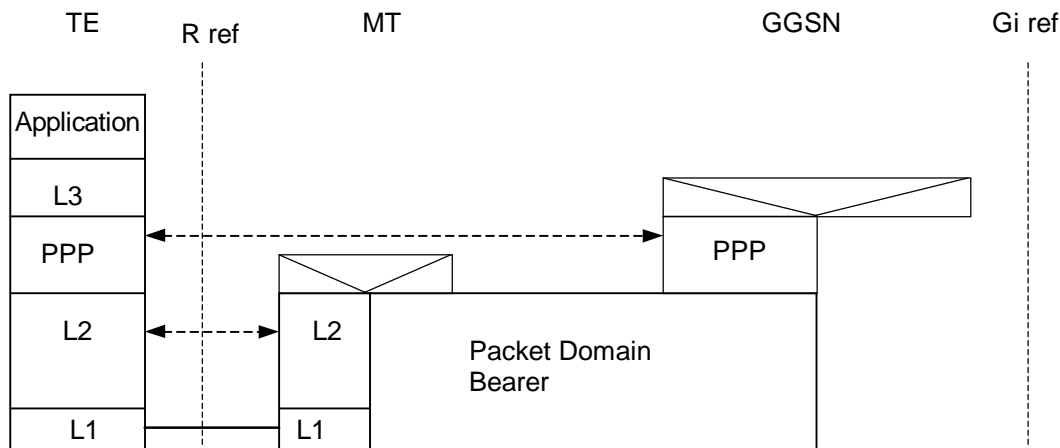 TE
R ref
MT
GGSN
Gi ref
Application
L3
PPP
PPP
L2
L2
Packet Domain
Bearer
L1
L1